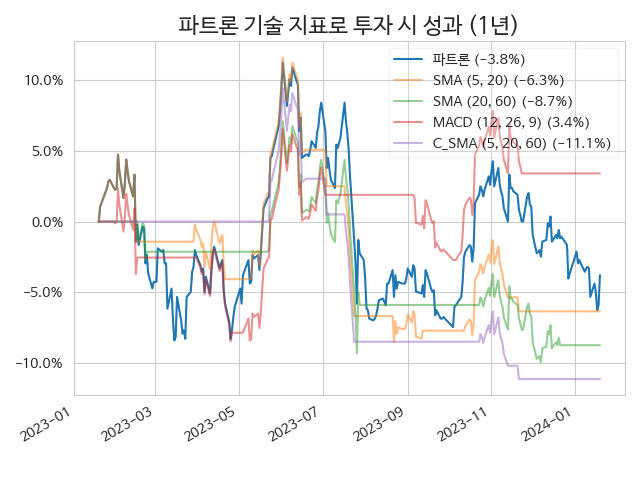 파트론 기술 지표로 투자 시 성과 (1년)
파트론 (−3.8%)
SMA (5, 20) (−6.3%)
SMA (20, 60) (−8.7%)
MACD (12, 26, 9) (3.4%)
C_SMA (5, 20, 60) (−11.1%)
10.0%
5.0%
0.0%
−5.0%
−10.0%
2023−01
2023−03
2023−05
2023−07
2023−09
2023−11
2024−01